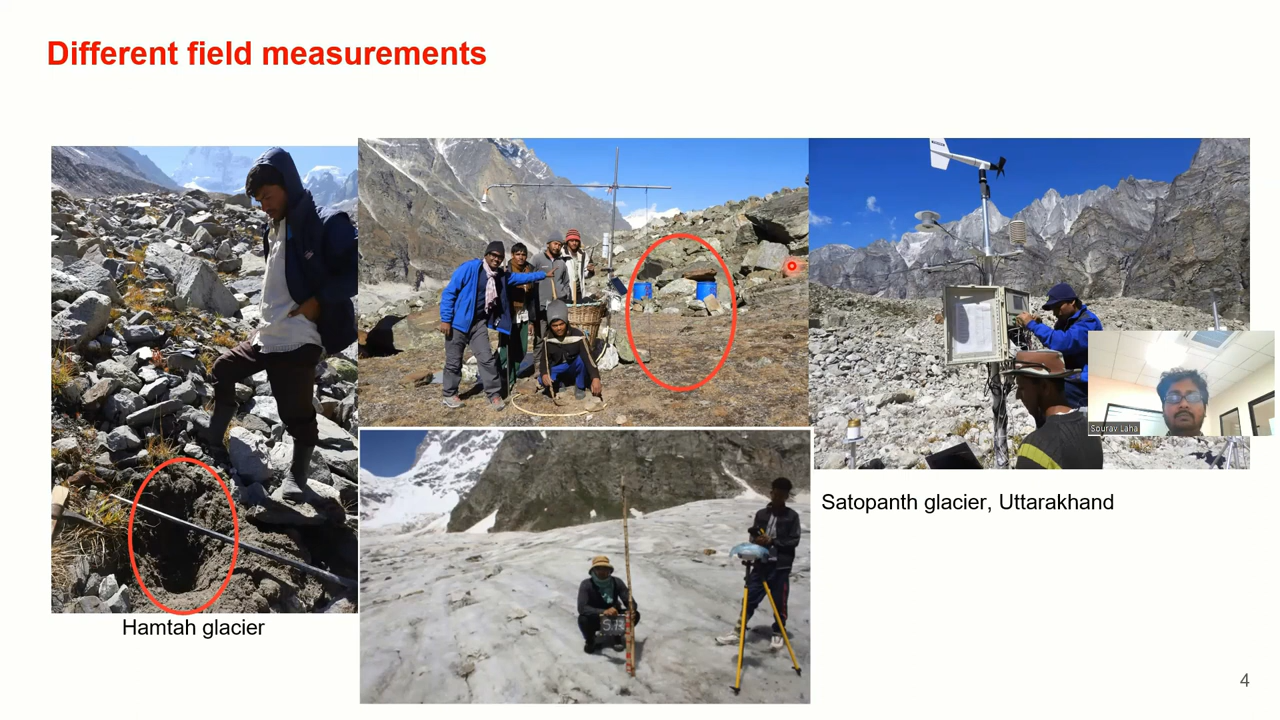 Different field measurements
Sourav Laha
Satopanth glacier, Uttarakhand
Hamtah glacier
4